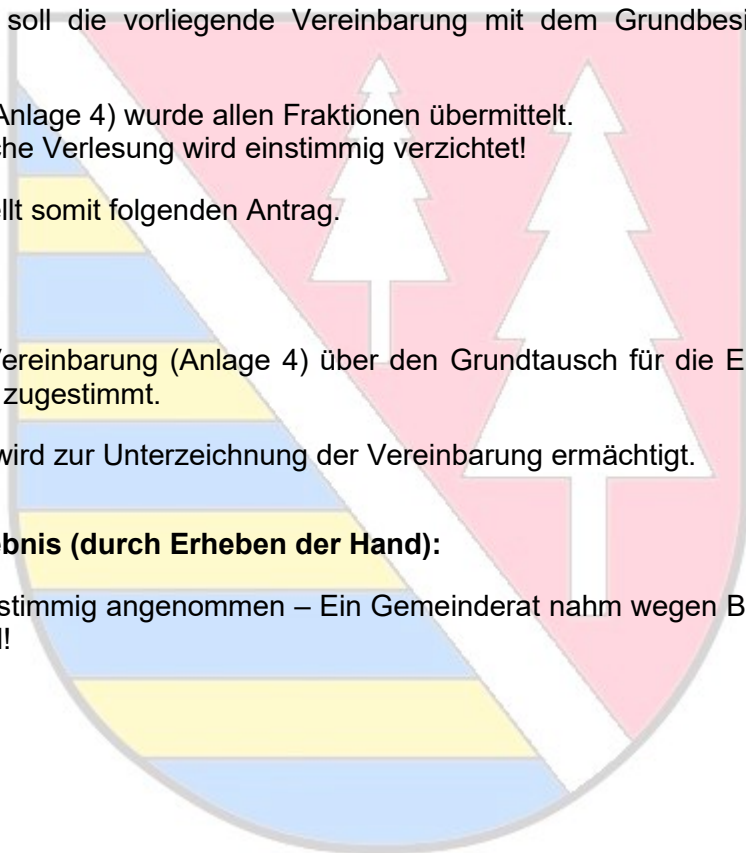 soll die vorliegende Vereinbarung mit dem Grundbesi
Anlage 4) wurde allen Fraktionen übermittelt.
che Verlesung wird einstimmig verzichtet!
llt somit folgenden Antrag.
Vereinbarung (Anlage 4) über den Grundtausch für die E
zugestimmt.
wird zur Unterzeichnung der Vereinbarung ermächtigt.
ebnis (durch Erheben der Hand):
stimmig angenommen – Ein Gemeinderat nahm wegen B
!